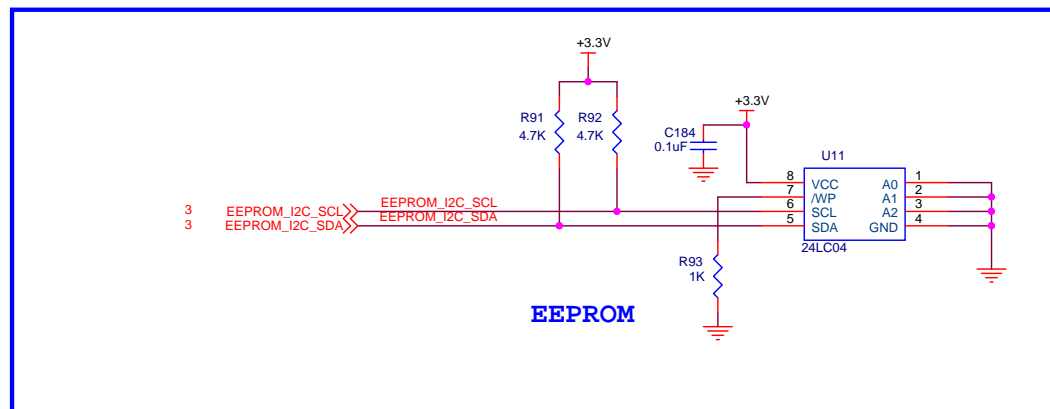 +3.3V
+3.3V
R91
4.7K
R92
4.7K
C184
0.1uF
U11
8
VCC
A0
1
7
/WP
A1
2
6
SCL
A2
3
5
SDA
GND
4
24LC04
3
EEPROM_I2C_SCL
EEPROM_I2C_SCL
3
EEPROM_I2C_SDA
EEPROM_I2C_SDA
R93
1K
EEPROM